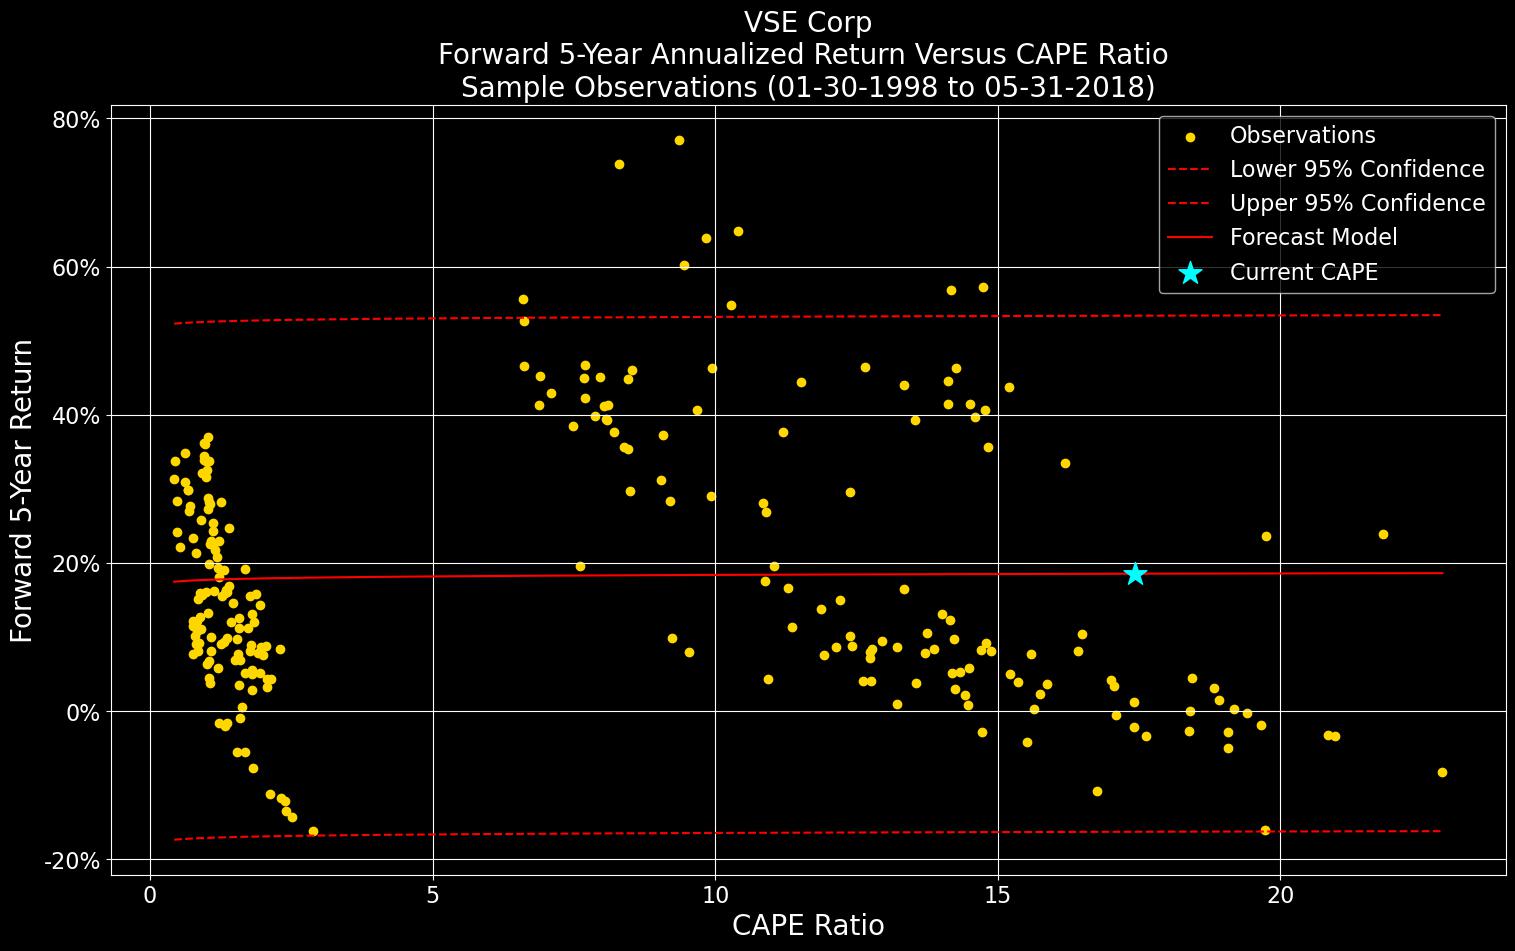 VSE Corp
Forward 5-Year Annualized Return Versus CAPE Ratio
Sample Observations (01-30-1998 to 05-31-2018)
80%
60%
40%
20%
0%
-20%
Forward 5-Year Return
Observations
Lower 95% Confidence
Upper 95% Confidence
Forecast Model
Current CAPE
0 5 10 15 20
CAPE Ratio